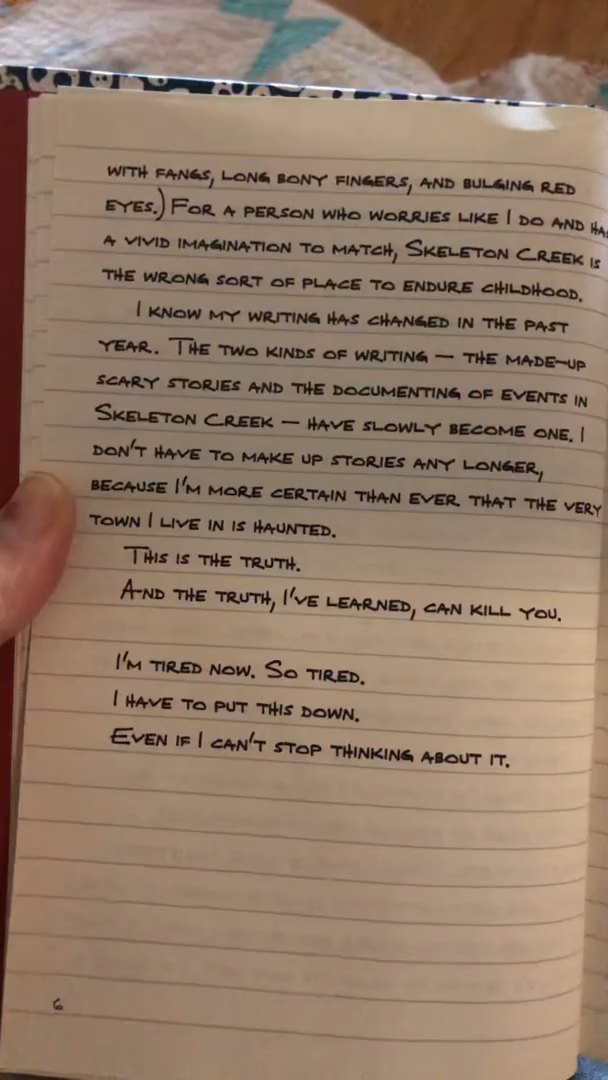 WITH FANGS, LONG BONY FINGERS, AND BULGING RED
EYES.) FOR A PERSON WHO WORRIES LIKE I DO AND
A VIVID IMAGINATION TO MATCH, SKELETON CREEK IS
THE WRONG SORT OF PLACE TO ENDURE CHILDHOOD.
I KNOW MY WRITING HAS CHANGED IN THE PAST
YEAR. THE TWO KINDS OF WRITING — THE MADE-UP
SCARY STORIES AND THE DOCUMENTING OF EVENTS IN
SKELETON CREEK — HAVE SLOWLY BECOME ONE. I
DON'T HAVE TO MAKE UP STORIES ANY LONGER,
BECAUSE I'M MORE CERTAIN THAN EVER THAT THE VERY
TOWN I LIVE IN IS HAUNTED.
THIS IS THE TRUTH.
AND THE TRUTH, I'VE LEARNED, CAN KILL YOU.
I'M TIRED NOW. SO TIRED.
I HAVE TO PUT THIS DOWN.
EVEN IF I CAN'T STOP THINKING ABOUT IT.
6